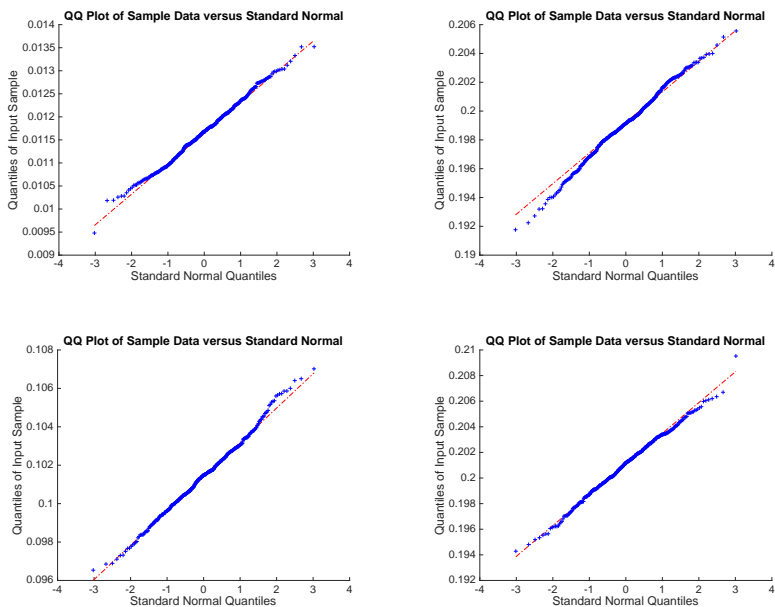 QQ Plot of Sample Data versus Standard Normal
0.014
0.0135
0.013
0.0125
0.012
0.0115
0.011
0.0105
0.01
0.0095
0.009
Quantiles of Input Sample
-4 -3 -2 -1 0 1 2 3 4
Standard Normal Quantiles
QQ Plot of Sample Data versus Standard Normal
0.206
0.204
0.202
0.2
0.198
0.196
0.194
0.192
0.19
Quantiles of Input Sample
-4 -3 -2 -1 0 1 2 3 4
Standard Normal Quantiles
QQ Plot of Sample Data versus Standard Normal
0.108
0.106
0.104
0.102
0.1
0.098
0.096
Quantiles of Input Sample
-4 -3 -2 -1 0 1 2 3 4
Standard Normal Quantiles
QQ Plot of Sample Data versus Standard Normal
0.21
0.208
0.206
0.204
0.202
0.2
0.198
0.196
0.194
0.192
Quantiles of Input Sample
-4 -3 -2 -1 0 1 2 3 4
Standard Normal Quantiles